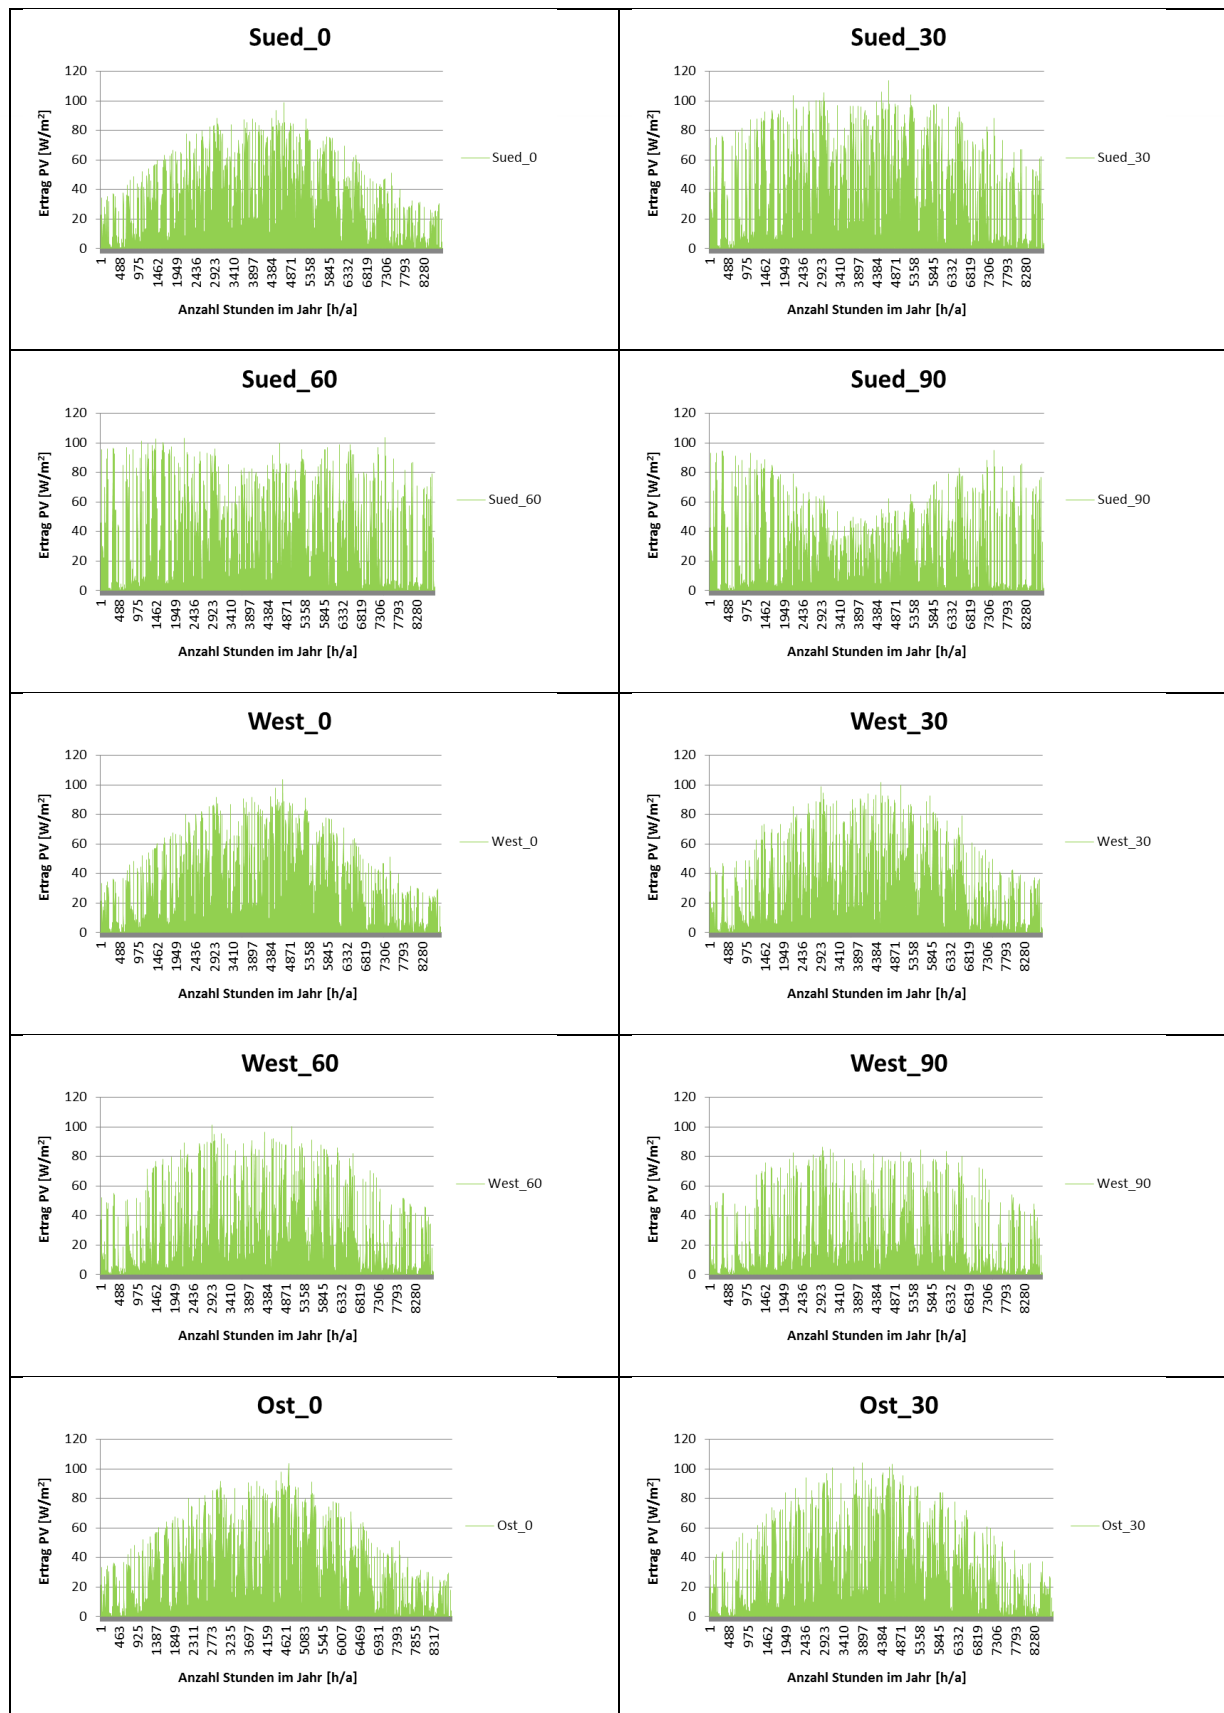 Sued_0
120
100
80
60
40
20
0
Ertrag PV [W/m²]
1 488 975 1462 1949 2436 2923 3410 3897 4384 4871 5358 5845 6332 6819 7306 7793 8280
Anzahl Stunden im Jahr [h/a]
Sued_0
Sued_30
120
100
80
60
40
20
0
Ertrag PV [W/m²]
1 488 975 1462 1949 2436 2923 3410 3897 4384 4871 5358 5845 6332 6819 7306 7793 8280
Anzahl Stunden im Jahr [h/a]
Sued_30
Sued_60
120
100
80
60
40
20
0
Ertrag PV [W/m²]
1 488 975 1462 1949 2436 2923 3410 3897 4384 4871 5358 5845 6332 6819 7306 7793 8280
Anzahl Stunden im Jahr [h/a]
Sued_60
Sued_90
120
100
80
60
40
20
0
Ertrag PV [W/m²]
1 488 975 1462 1949 2436 2923 3410 3897 4384 4871 5358 5845 6332 6819 7306 7793 8280
Anzahl Stunden im Jahr [h/a]
Sued_90
West_0
120
100
80
60
40
20
0
Ertrag PV [W/m²]
1 488 975 1462 1949 2436 2923 3410 3897 4384 4871 5358 5845 6332 6819 7306 7793 8280
Anzahl Stunden im Jahr [h/a]
West_0
West_30
120
100
80
60
40
20
0
Ertrag PV [W/m²]
1 488 975 1462 1949 2436 2923 3410 3897 4384 4871 5358 5845 6332 6819 7306 7793 8280
Anzahl Stunden im Jahr [h/a]
West_30
West_60
120
100
80
60
40
20
0
Ertrag PV [W/m²]
1 488 975 1462 1949 2436 2923 3410 3897 4384 4871 5358 5845 6332 6819 7306 7793 8280
Anzahl Stunden im Jahr [h/a]
West_60
West_90
120
100
80
60
40
20
0
Ertrag PV [W/m²]
1 488 975 1462 1949 2436 2923 3410 3897 4384 4871 5358 5845 6332 6819 7306 7793 8280
Anzahl Stunden im Jahr [h/a]
West_90
Ost_0
120
100
80
60
40
20
0
Ertrag PV [W/m²]
1 463 925 1387 1849 2311 2773 3235 3697 4159 4621 5083 5545 6007 6469 6931 7393 7855 8317
Anzahl Stunden im Jahr [h/a]
Ost_0
Ost_30
120
100
80
60
40
20
0
Ertrag PV [W/m²]
1 488 975 1462 1949 2436 2923 3410 3897 4384 4871 5358 5845 6332 6819 7306 7793 8280
Anzahl Stunden im Jahr [h/a]
Ost_30